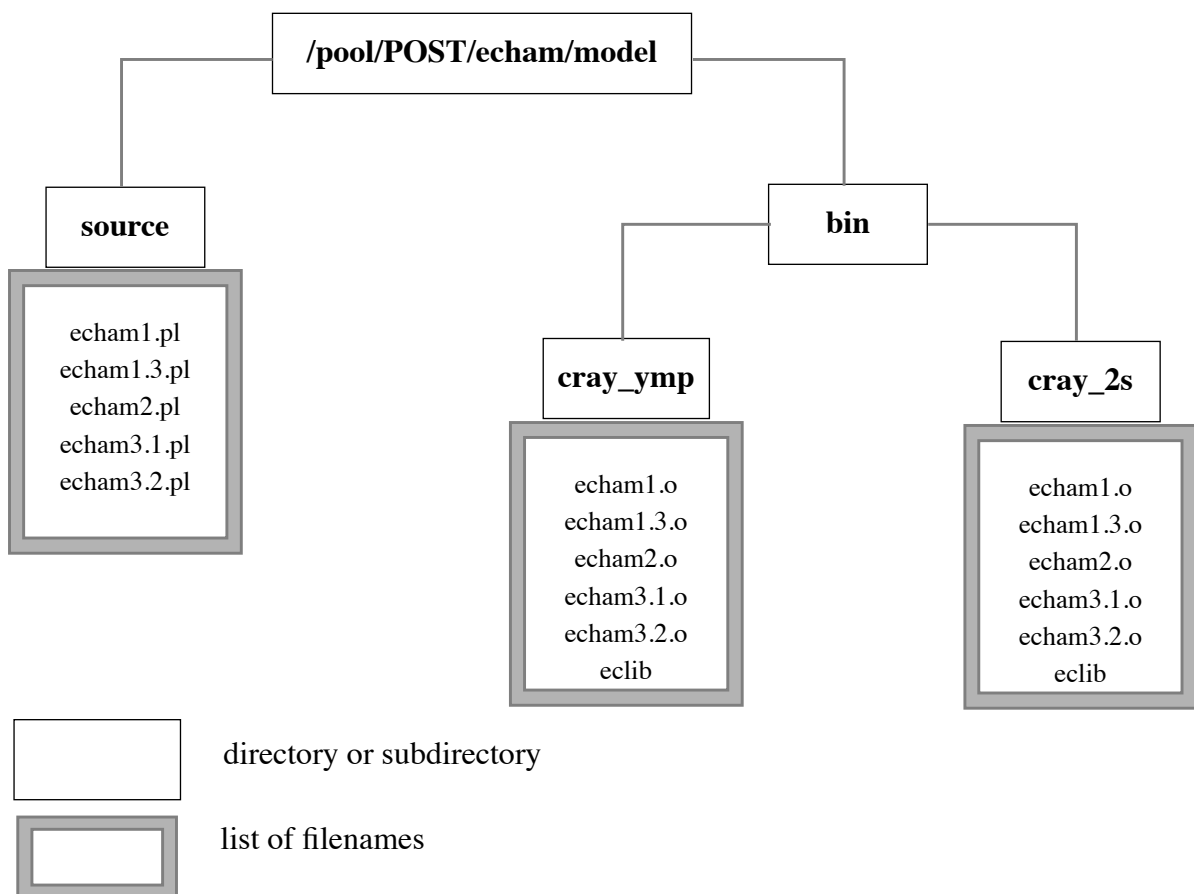 /pool/POST/echam/model
source
echam1.pl
echam1.3.pl
echam2.pl
echam3.1.pl
echam3.2.pl
bin
cray_ymp
echam1.o
echam1.3.o
echam2.o
echam3.1.o
echam3.2.o
eclib
cray_2s
echam1.o
echam1.3.o
echam2.o
echam3.1.o
echam3.2.o
eclib
directory or subdirectory
list of filenames